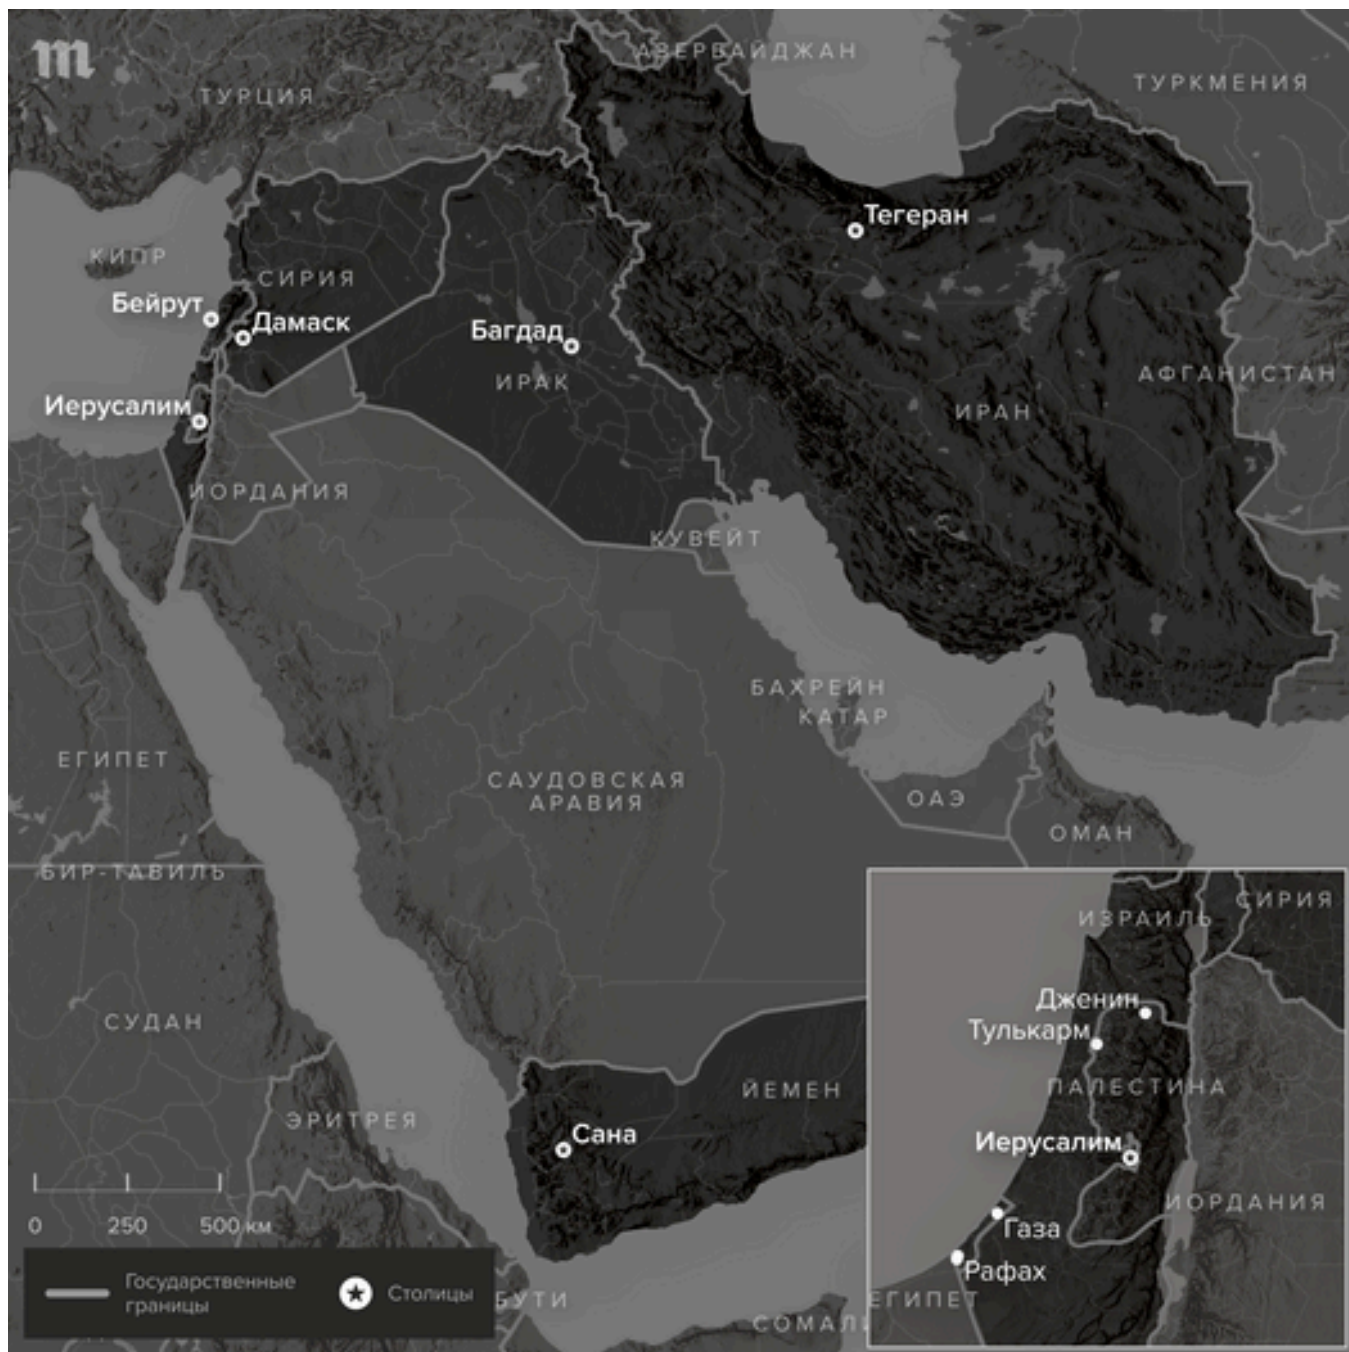 m
АЗЕРБАЙДЖАН
ТУРКМЕНИЯ
ТУРЦИЯ
Тегеран
КИПР
СИРИЯ
Бейрут
Дамаск
Багдад
ИРАК
АФГАНИСТАН
Иерусалим
ИРАН
ИОРДАНИЯ
КУВЕЙТ
БАХРЕЙН
КАТАР
ЕГИПЕТ
САУДОВСКАЯ
АРАВИЯ
ОАЭ
ОМАН
БИР-ТАВИЛЬ
СУДАН
ЙЕМЕН
ЭРИТРЕЯ
Сана
0 250 500 км
Государственные
границы
Столицы
БУТИ
СОМАЛИ
ИЗРАИЛЬ
СИРИЯ
Дженин
Тулькарм
ПАЛЕСТИНА
Иерусалим
ИОРДАНИЯ
Газа
Рафах
ЕГИПЕТ